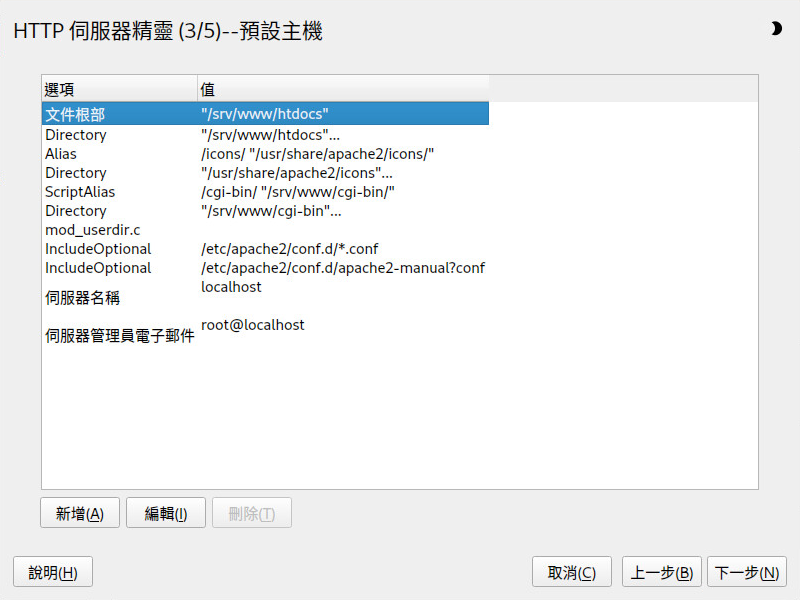 HTTP 伺服器精靈 (3/5)--預設主機
選項 值
文件根部 "/srv/www/htdocs"
Directory "/srv/www/htdocs"...
Alias /icons/ "/usr/share/apache2/icons/"
Directory "/usr/share/apache2/icons"...
ScriptAlias /cgi-bin/ "/srv/www/cgi-bin/"
Directory "/srv/www/cgi-bin"...
mod_userdir.c
IncludeOptional /etc/apache2/conf.d/*.conf
IncludeOptional /etc/apache2/conf.d/apache2-manual?conf
伺服器名稱 localhost
伺服器管理員電子郵件 root@localhost
新增(A) 編輯(I) 刪除(T)
說明(H) 取消(C) 上一步(B) 下一步(N)